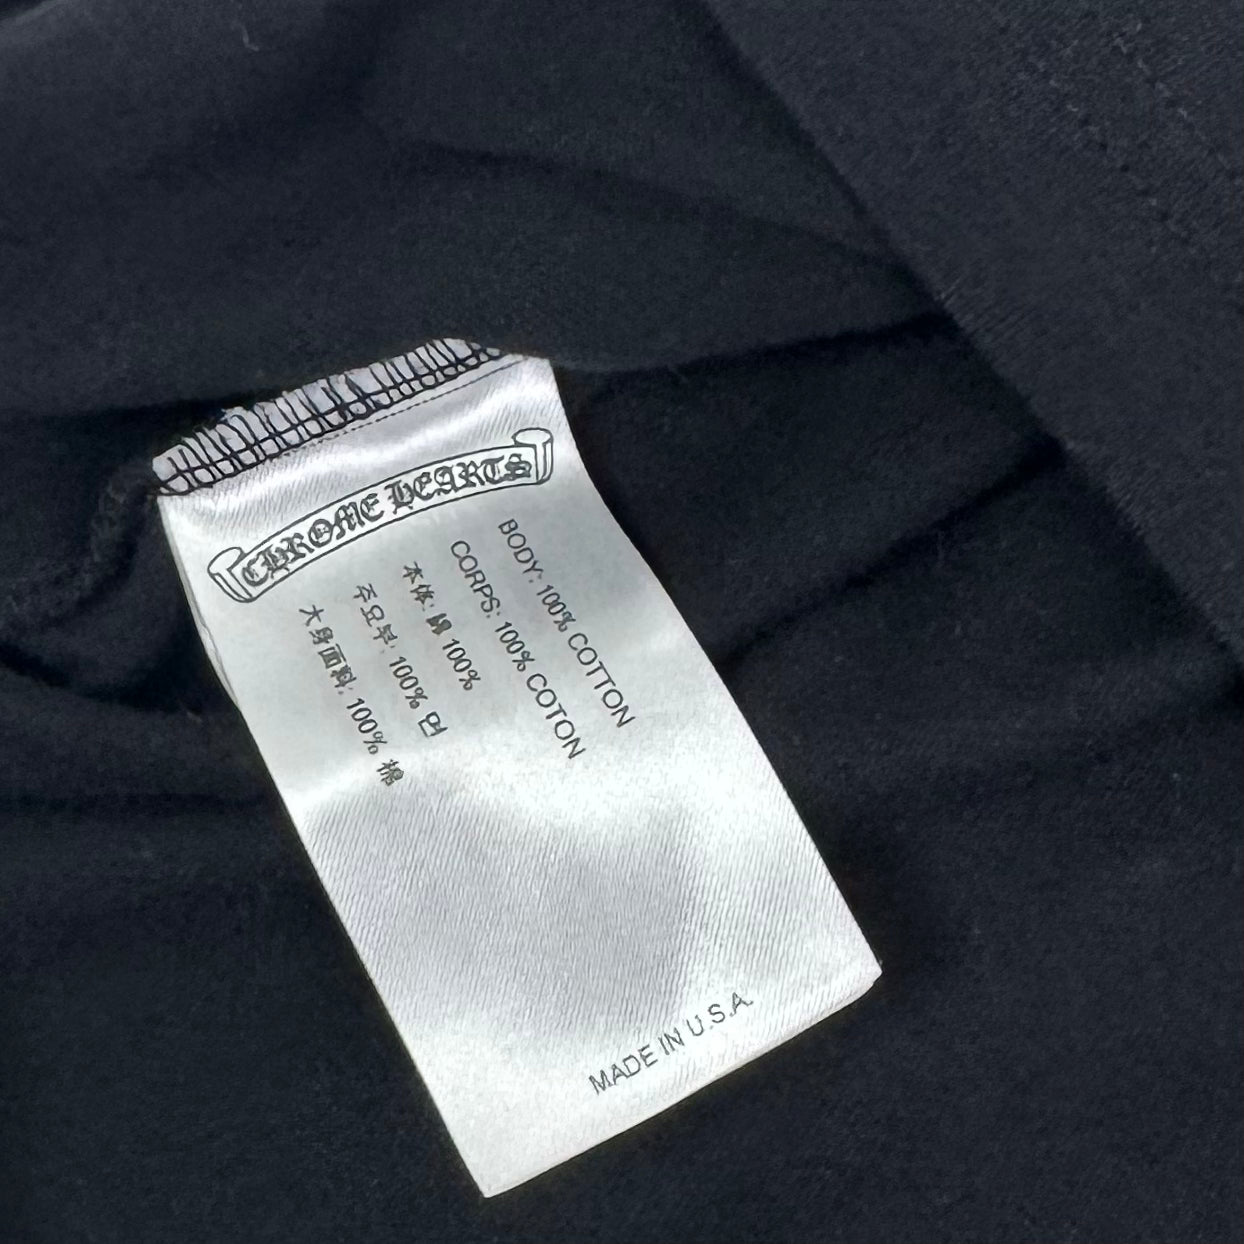 CHROME HEARTS
BODY: 100% COTTON
CORPS: 100% COTON
本体: 綿 100%
주요부: 100% 면
大身面料: 100% 棉
MADE IN U.S.A.